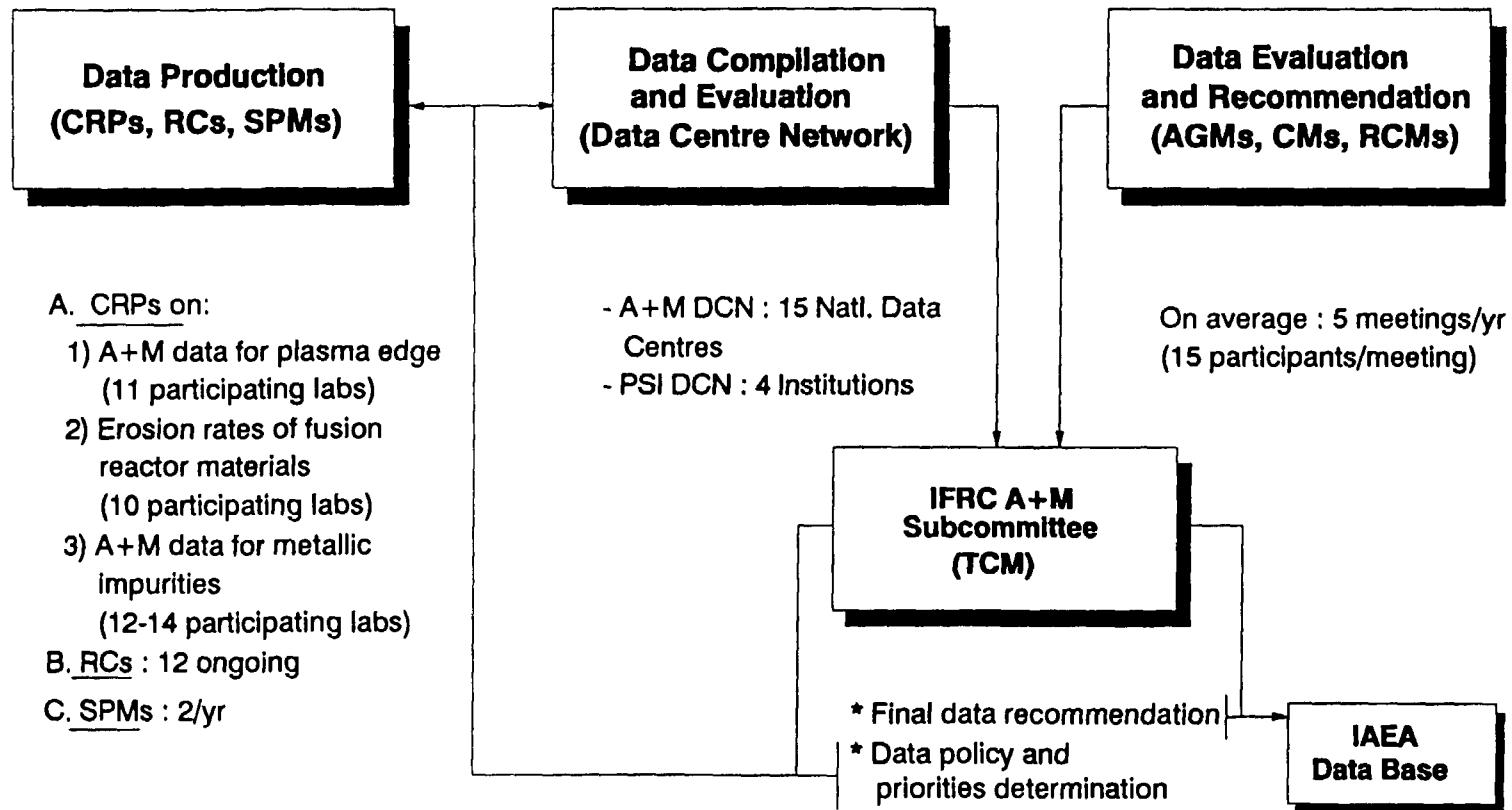 Data Production
(CRPs, RCs, SPMs)
Data Compilation
and Evaluation
(Data Centre Network)
Data Evaluation
and Recommendation
(AGMs, CMs, RCMs)
A. CRPs on:
1) A+M data for plasma edge
(11 participating labs)
2) Erosion rates of fusion
reactor materials
(10 participating labs)
3) A+M data for metallic
impurities
(12-14 participating labs)
B. RCs : 12 ongoing
C. SPMs : 2/yr
- A+M DCN : 15 Natl. Data
Centres
- PSI DCN : 4 Institutions
On average : 5 meetings/yr
(15 participants/meeting)
IFRC A+M
Subcommittee
(TCM)
* Final data recommendation
* Data policy and
priorities determination
IAEA
Data Base